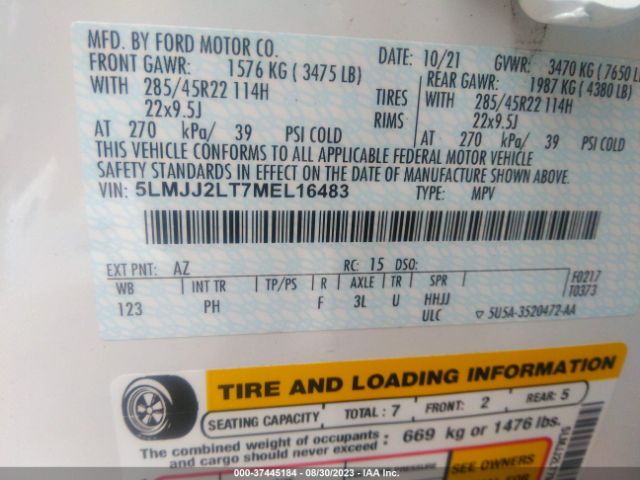 MFD. BY FORD MOTOR CO.
DATE: 10/21 GVWR: 3470 KG (7650 L
FRONT GAWR: 1576 KG (3475 LB) REAR GAWR: 1987 KG (4380 LB)
WITH 285/45R22 114H TIRES WITH 285/45R22 114H
22x9.5J RIMS 22x9.5J
AT 270 kPa/ 39 PSI COLD AT 270 kPa/ 39 PSI COLD
THIS VEHICLE CONFORMS TO ALL APPLICABLE FEDERAL MOTOR VEHICLE
SAFETY STANDARDS IN EFFECT ON THE DATE OF MANUFACTURE SHOWN ABOVE.
VIN: 5LMJJ2LT7MEL16483 TYPE: MPV
EXT PNT: AZ RC: 15 DSO:
WB INT TR TP/PS R AXLE TR SPR F0217
123 PH F 3L U HHJJ T0373
ULC ▽ 5U5A-3520472-AA
TIRE AND LOADING INFORMATION
SEATING CAPACITY TOTAL : 7 FRONT: 2 REAR: 5
The combined weight of occupants and cargo should never exceed : 669 kg or 1476 lbs.
SEE OWNERS
000-37445184 - 08/30/2023 - IAA Inc.